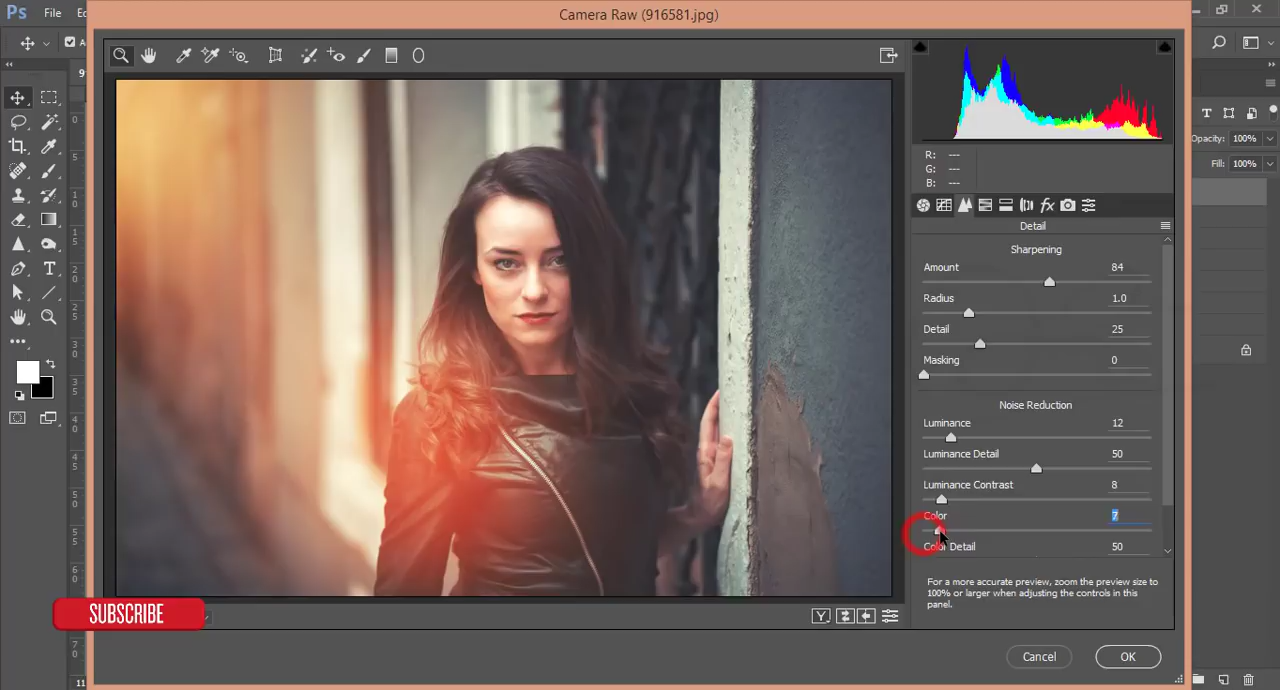 Camera Raw (916581.jpg)
Ps File
R: ---
G: ---
B: ---
Opacity: 100%
Fill: 100%
Detail
Sharpening
Amount 84
Radius 1.0
Detail 25
Masking 0
Noise Reduction
Luminance 12
Luminance Detail 50
Luminance Contrast 8
Color 7
Color Detail 50
For a more accurate preview, zoom the preview size to
100% or larger when adjusting the controls in this
panel.
SUBSCRIBE
Y
Cancel OK